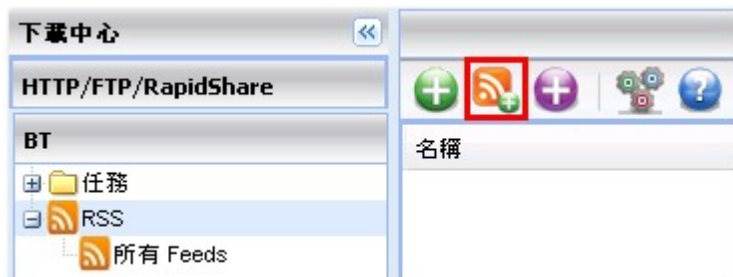 下載中心
HTTP/FTP/RapidShare
BT
任務
RSS
所有 Feeds
名稱